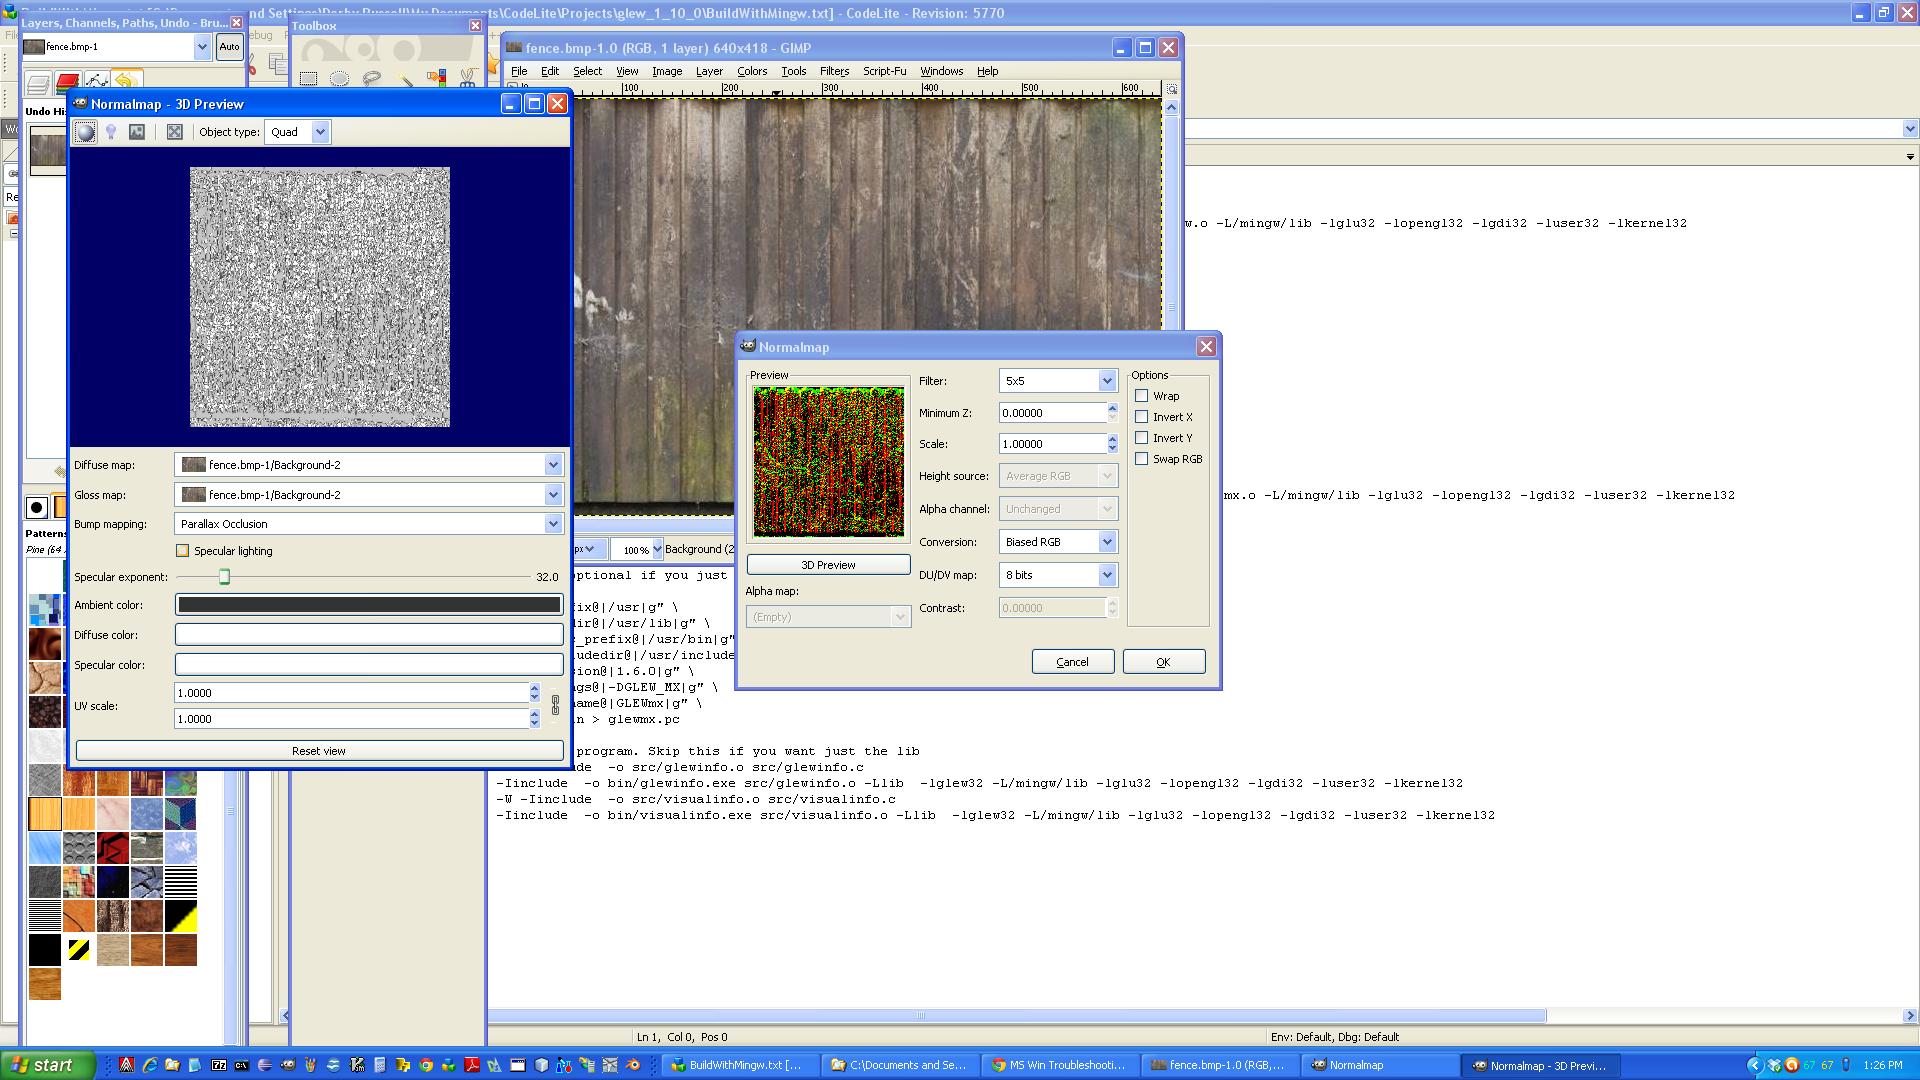 and Settings\Derby Russell\My Documents\CodeLite\Projects\glew_1_10_0\BuildWithMingw.txt] - CodeLite - Revision: 5770
Layers, Channels, Paths, Undo - Bru...
fence.bmp-1
Auto
Undo His
Toolbox
fence.bmp-1.0 (RGB, 1 layer) 640x418 - GIMP
File Edit Select View Image Layer Colors Tools Filters Script-Fu Windows Help
100 200 300 400 500 600
Normalmap - 3D Preview
Object type: Quad
Diffuse map: fence.bmp-1/Background-2
Gloss map: fence.bmp-1/Background-2
Bump mapping: Parallax Occlusion
Specular lighting
Specular exponent: 32.0
Ambient color:
Diffuse color:
Specular color:
UV scale:
1.0000
1.0000
Reset view
Patterns
Pine (64
Normalmap
Preview
3D Preview
Alpha map:
(Empty)
Filter: 5x5
Minimum Z: 0.00000
Scale: 1.00000
Height source: Average RGB
Alpha channel: Unchanged
Conversion: Biased RGB
DU/DV map: 8 bits
Contrast: 0.00000
Options
Wrap
Invert X
Invert Y
Swap RGB
Cancel OK
px 100% Background (2
w.o -L/mingw/lib -lglu32 -lopengl32 -lgdi32 -luser32 -lkernel32
mx.o -L/mingw/lib -lglu32 -lopengl32 -lgdi32 -luser32 -lkernel32
optional if you just
fix@|/usr|g" \
dir@|/usr/lib|g" \
c_prefix@|/usr/bin|g"
udedir@|/usr/include
sion@|1.6.0|g" \
gs@|-DGLEW_MX|g" \
ame@|GLEWmx|g" \
n > glewmx.pc
program. Skip this if you want just the lib
ude -o src/glewinfo.o src/glewinfo.c
-Iinclude -o bin/glewinfo.exe src/glewinfo.o -Llib -lglew32 -L/mingw/lib -lglu32 -lopengl32 -lgdi32 -luser32 -lkernel32
-W -Iinclude -o src/visualinfo.o src/visualinfo.c
-Iinclude -o bin/visualinfo.exe src/visualinfo.o -Llib -lglew32 -L/mingw/lib -lglu32 -lopengl32 -lgdi32 -luser32 -lkernel32
Ln 1, Col 0, Pos 0
Env: Default, Dbg: Default
start
BuildWithMingw.txt [...
C:\Documents and Se...
MS Win Troubleshooti...
fence.bmp-1.0 (RGB,...
Normalmap
Normalmap - 3D Previ...
67 67
1:26 PM